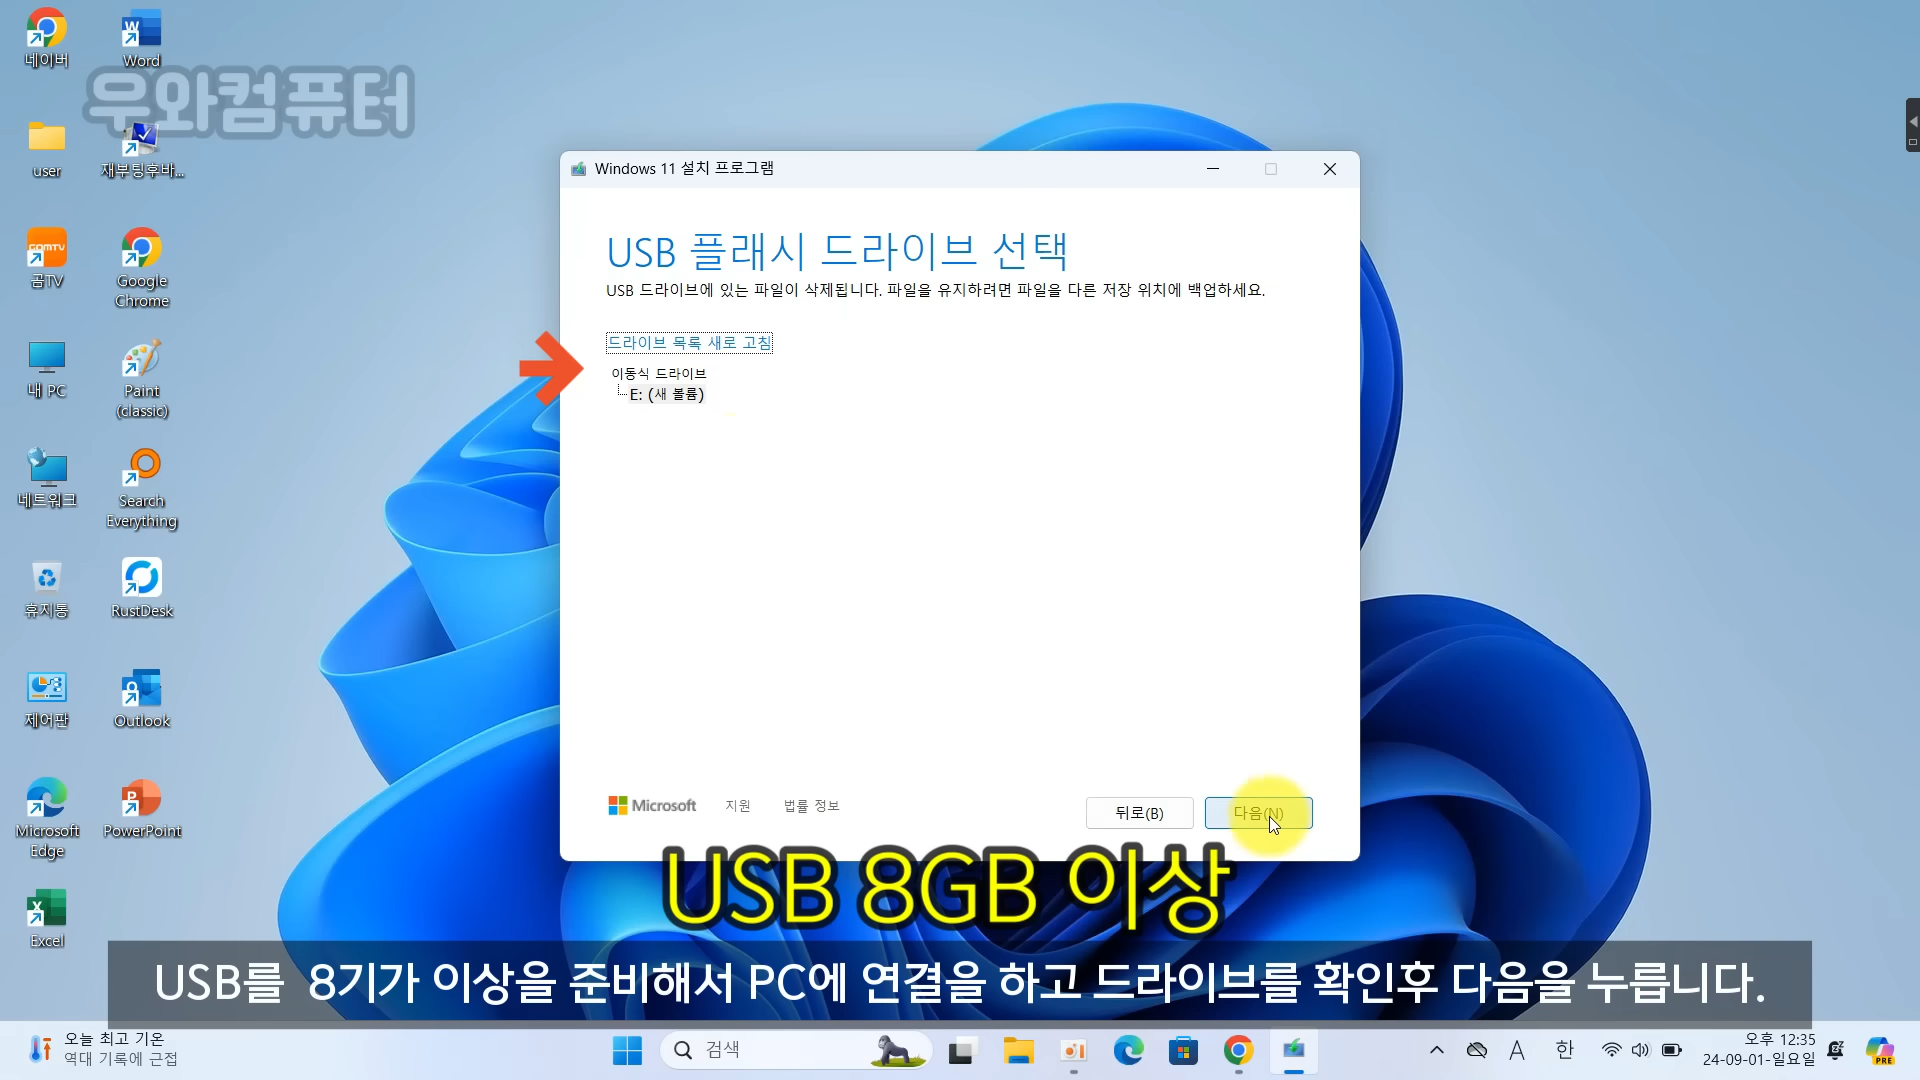 네이버
Word
우와컴퓨터
user
재부팅후바...
곰TV
Google
Chrome
내 PC
Paint
(classic)
네트워크
Search
Everything
휴지통
RustDesk
제어판
Outlook
Microsoft
Edge
PowerPoint
Excel
Windows 11 설치 프로그램
USB 플래시 드라이브 선택
USB 드라이브에 있는 파일이 삭제됩니다. 파일을 유지하려면 파일을 다른 저장 위치에 백업하세요.
드라이브 목록 새로 고침
이동식 드라이브
E: (새 볼륨)
Microsoft 지원 법률 정보
뒤로(B) 다음(N)
USB 8GB 이상
USB를 8기가 이상을 준비해서 PC에 연결을 하고 드라이브를 확인후 다음을 누릅니다.
오늘 최고 기온
역대 기록에 근접
검색
A 한
오후 12:35
24-09-01-일요일
PRE